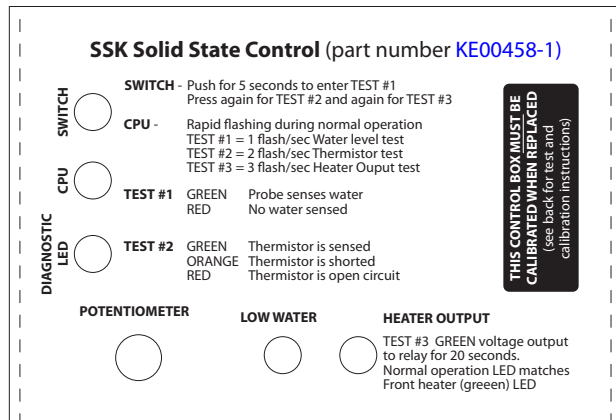 SSK Solid State Control (part number KE00458-1)
SWITCH
SWITCH - Push for 5 seconds to enter TEST #1
Press again for TEST #2 and again for TEST #3
CPU - Rapid flashing during normal operation
TEST #1 = 1 flash/sec Water level test
TEST #2 = 2 flash/sec Thermistor test
TEST #3 = 3 flash/sec Heater Ouput test
CPU
TEST #1 GREEN Probe senses water
RED No water sensed
DIAGNOSTIC
LED
TEST #2 GREEN Thermistor is sensed
ORANGE Thermistor is shorted
RED Thermistor is open circuit
THIS CONTROL BOX MUST BE
CALIBRATED WHEN REPLACED
(see back for test and
calibration instructions)
POTENTIOMETER
LOW WATER
HEATER OUTPUT
TEST #3 GREEN voltage output
to relay for 20 seconds.
Normal operation LED matches
Front heater (greeen) LED